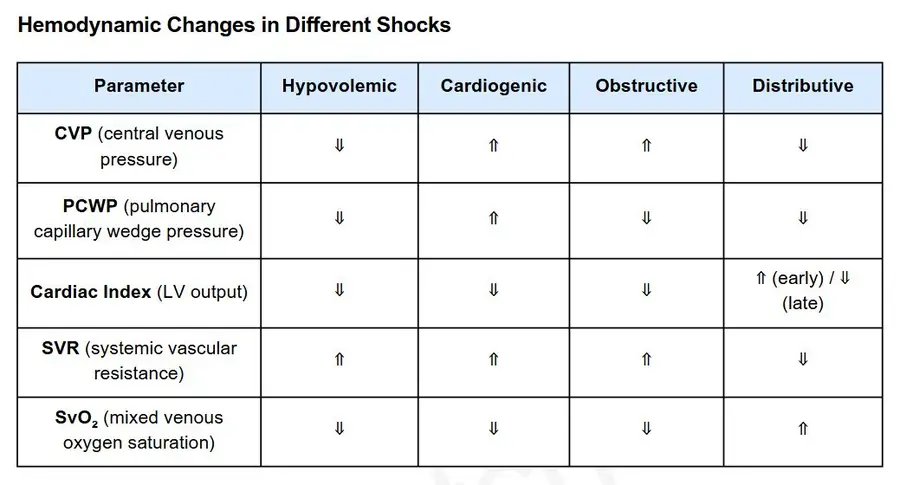 Hemodynamic Changes in Different Shocks
Parameter Hypovolemic Cardiogenic Obstructive Distributive
CVP (central venous
pressure) ⇓ ⇑ ⇑ ⇓
PCWP (pulmonary
capillary wedge pressure) ⇓ ⇑ ⇓ ⇓
Cardiac Index (LV output) ⇓ ⇓ ⇓ ⇑ (early) / ⇓
(late)
SVR (systemic vascular
resistance) ⇑ ⇑ ⇑ ⇓
SvO₂ (mixed venous
oxygen saturation) ⇓ ⇓ ⇓ ⇑